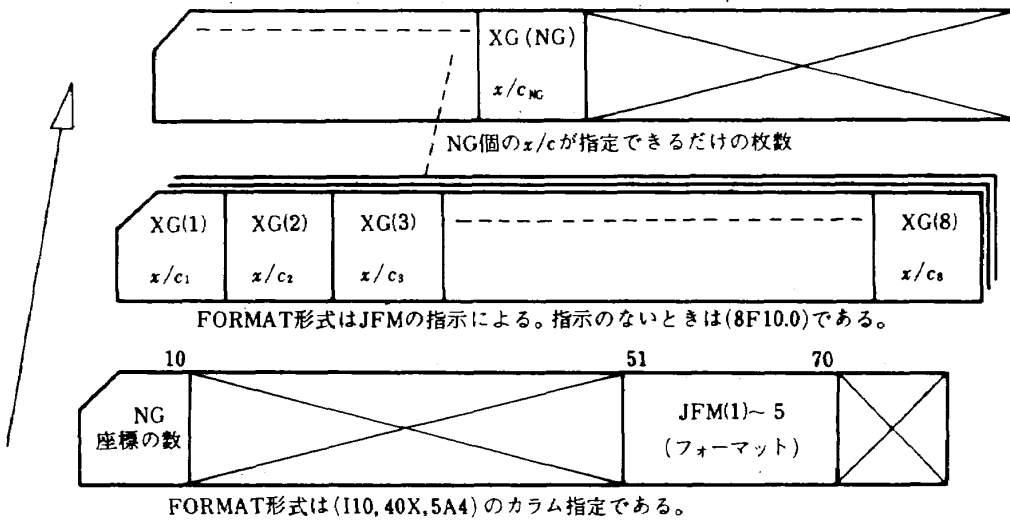 XG(NG)
x/c_NG
NG個のx/cが指定できるだけの枚数
XG(1) XG(2) XG(3) XG(8)
x/c₁ x/c₂ x/c₃ x/c₈
FORMAT形式はJFMの指示による。指示のないときは(8F10.0)である。
10 51 70
NG JFM(1)~5
座標の数 (フォーマット)
FORMAT形式は(I10,40X,5A4)のカラム指定である。